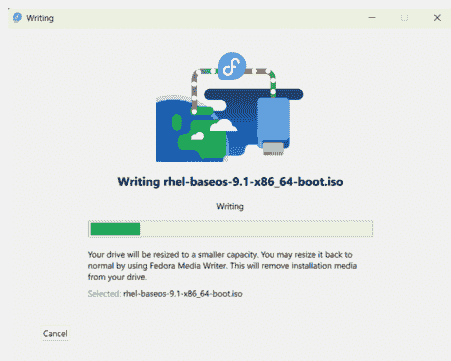 Writing
Writing rhel-baseos-9.1-x86_64-boot.iso
Writing
Your drive will be resized to a smaller capacity. You may resize it back to
normal by using Fedora Media Writer. This will remove installation media
from your drive.
Selected: rhel-baseos-9.1-x86_64-boot.iso
Cancel